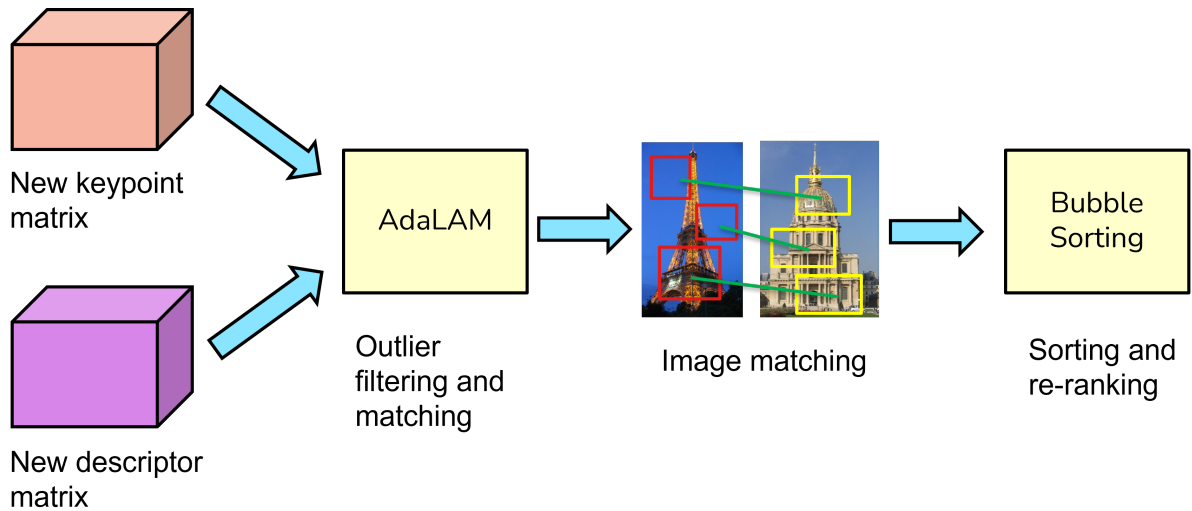 New keypoint
matrix
AdaLAM
Bubble
Sorting
Outlier
filtering and
matching
Image matching
Sorting and
re-ranking
New descriptor
matrix